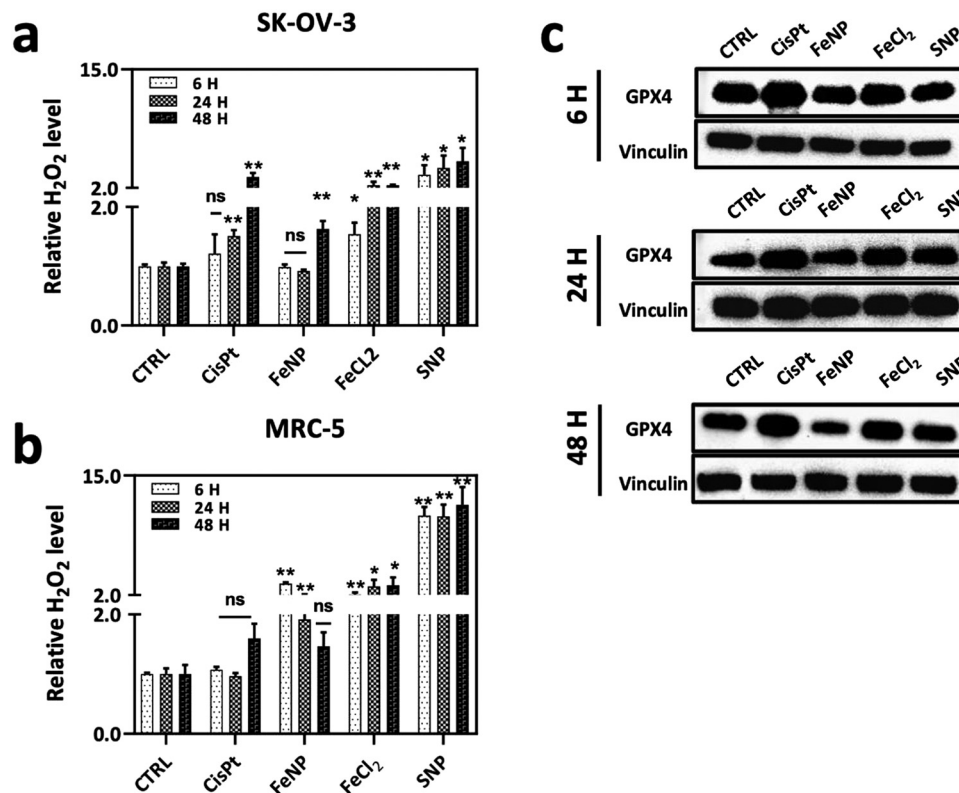 a
SK-OV-3
15.0
2.0
2.0
0.0
Relative H₂O₂ level
6 H
24 H
48 H
ns
**
**
ns
**
*
**
**
*
*
*
CTRL
CisPt
FeNP
FeCL2
SNP
b
MRC-5
15.0
2.0
2.0
0.0
Relative H₂O₂ level
6 H
24 H
48 H
ns
**
**
ns
**
*
*
**
**
**
CTRL
CisPt
FeNP
FeCl₂
SNP
c
CTRL CisPt FeNP FeCl₂ SNP
6 H
GPX4
Vinculin
CTRL CisPt FeNP FeCl₂ SNP
24 H
GPX4
Vinculin
CTRL CisPt FeNP FeCl₂ SNP
48 H
GPX4
Vinculin